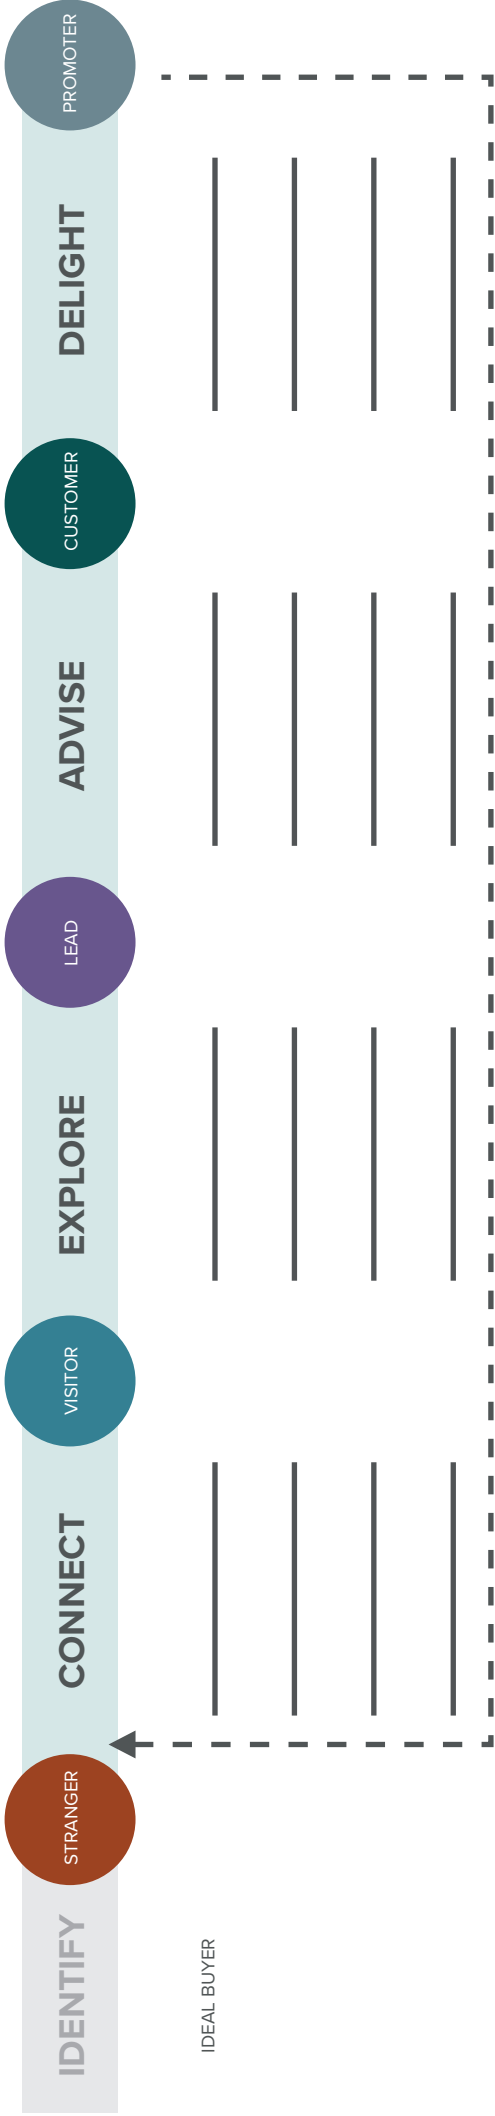 IDENTIFY
STRANGER
CONNECT
VISITOR
EXPLORE
LEAD
ADVISE
CUSTOMER
DELIGHT
PROMOTER
IDEAL BUYER